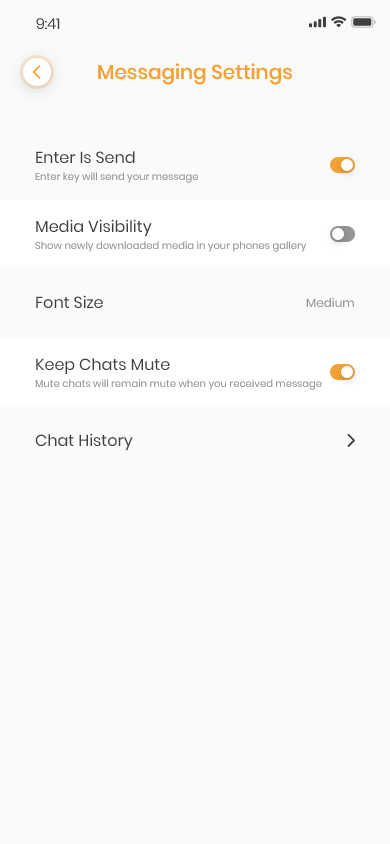 9:41
Messaging Settings
Enter Is Send
Enter key will send your message
Media Visibility
Show newly downloaded media in your phones gallery
Font Size
Medium
Keep Chats Mute
Mute chats will remain mute when you received message
Chat History